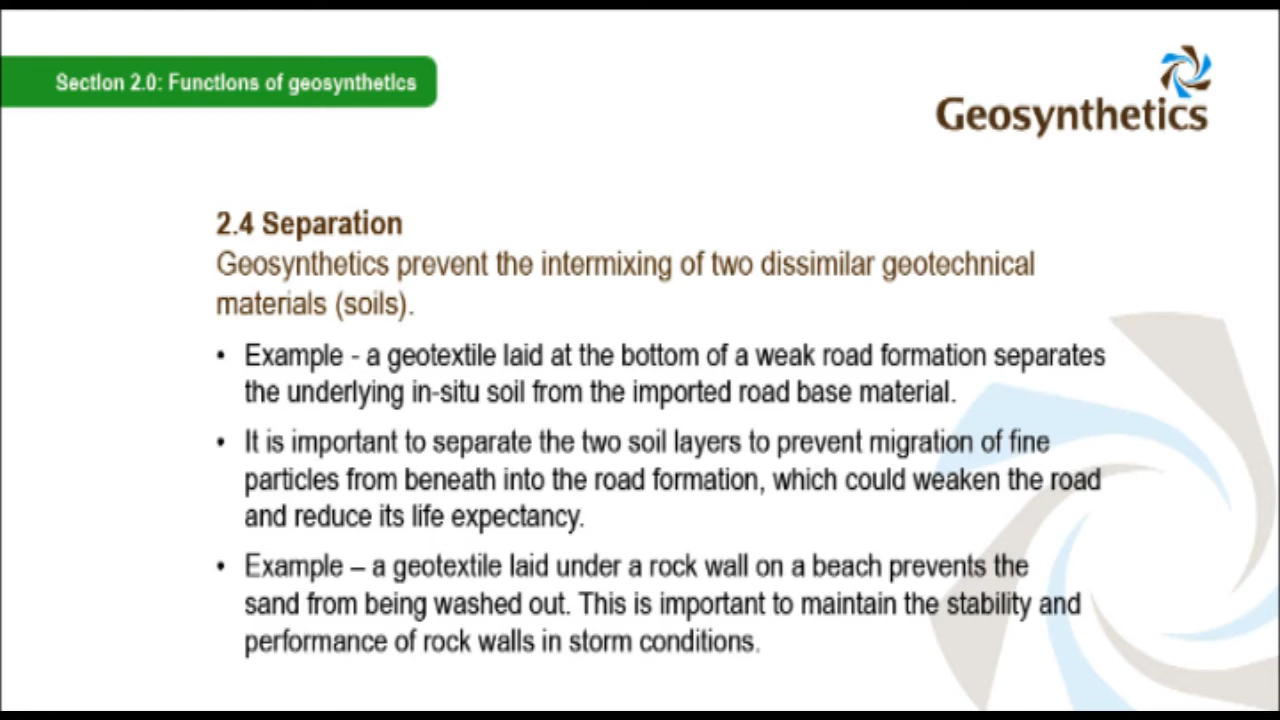 Section 2.0: Functions of geosynthetics
Geosynthetics
2.4 Separation
Geosynthetics prevent the intermixing of two dissimilar geotechnical
materials (soils).
• Example - a geotextile laid at the bottom of a weak road formation separates
the underlying in-situ soil from the imported road base material.
• It is important to separate the two soil layers to prevent migration of fine
particles from beneath into the road formation, which could weaken the road
and reduce its life expectancy.
• Example – a geotextile laid under a rock wall on a beach prevents the
sand from being washed out. This is important to maintain the stability and
performance of rock walls in storm conditions.